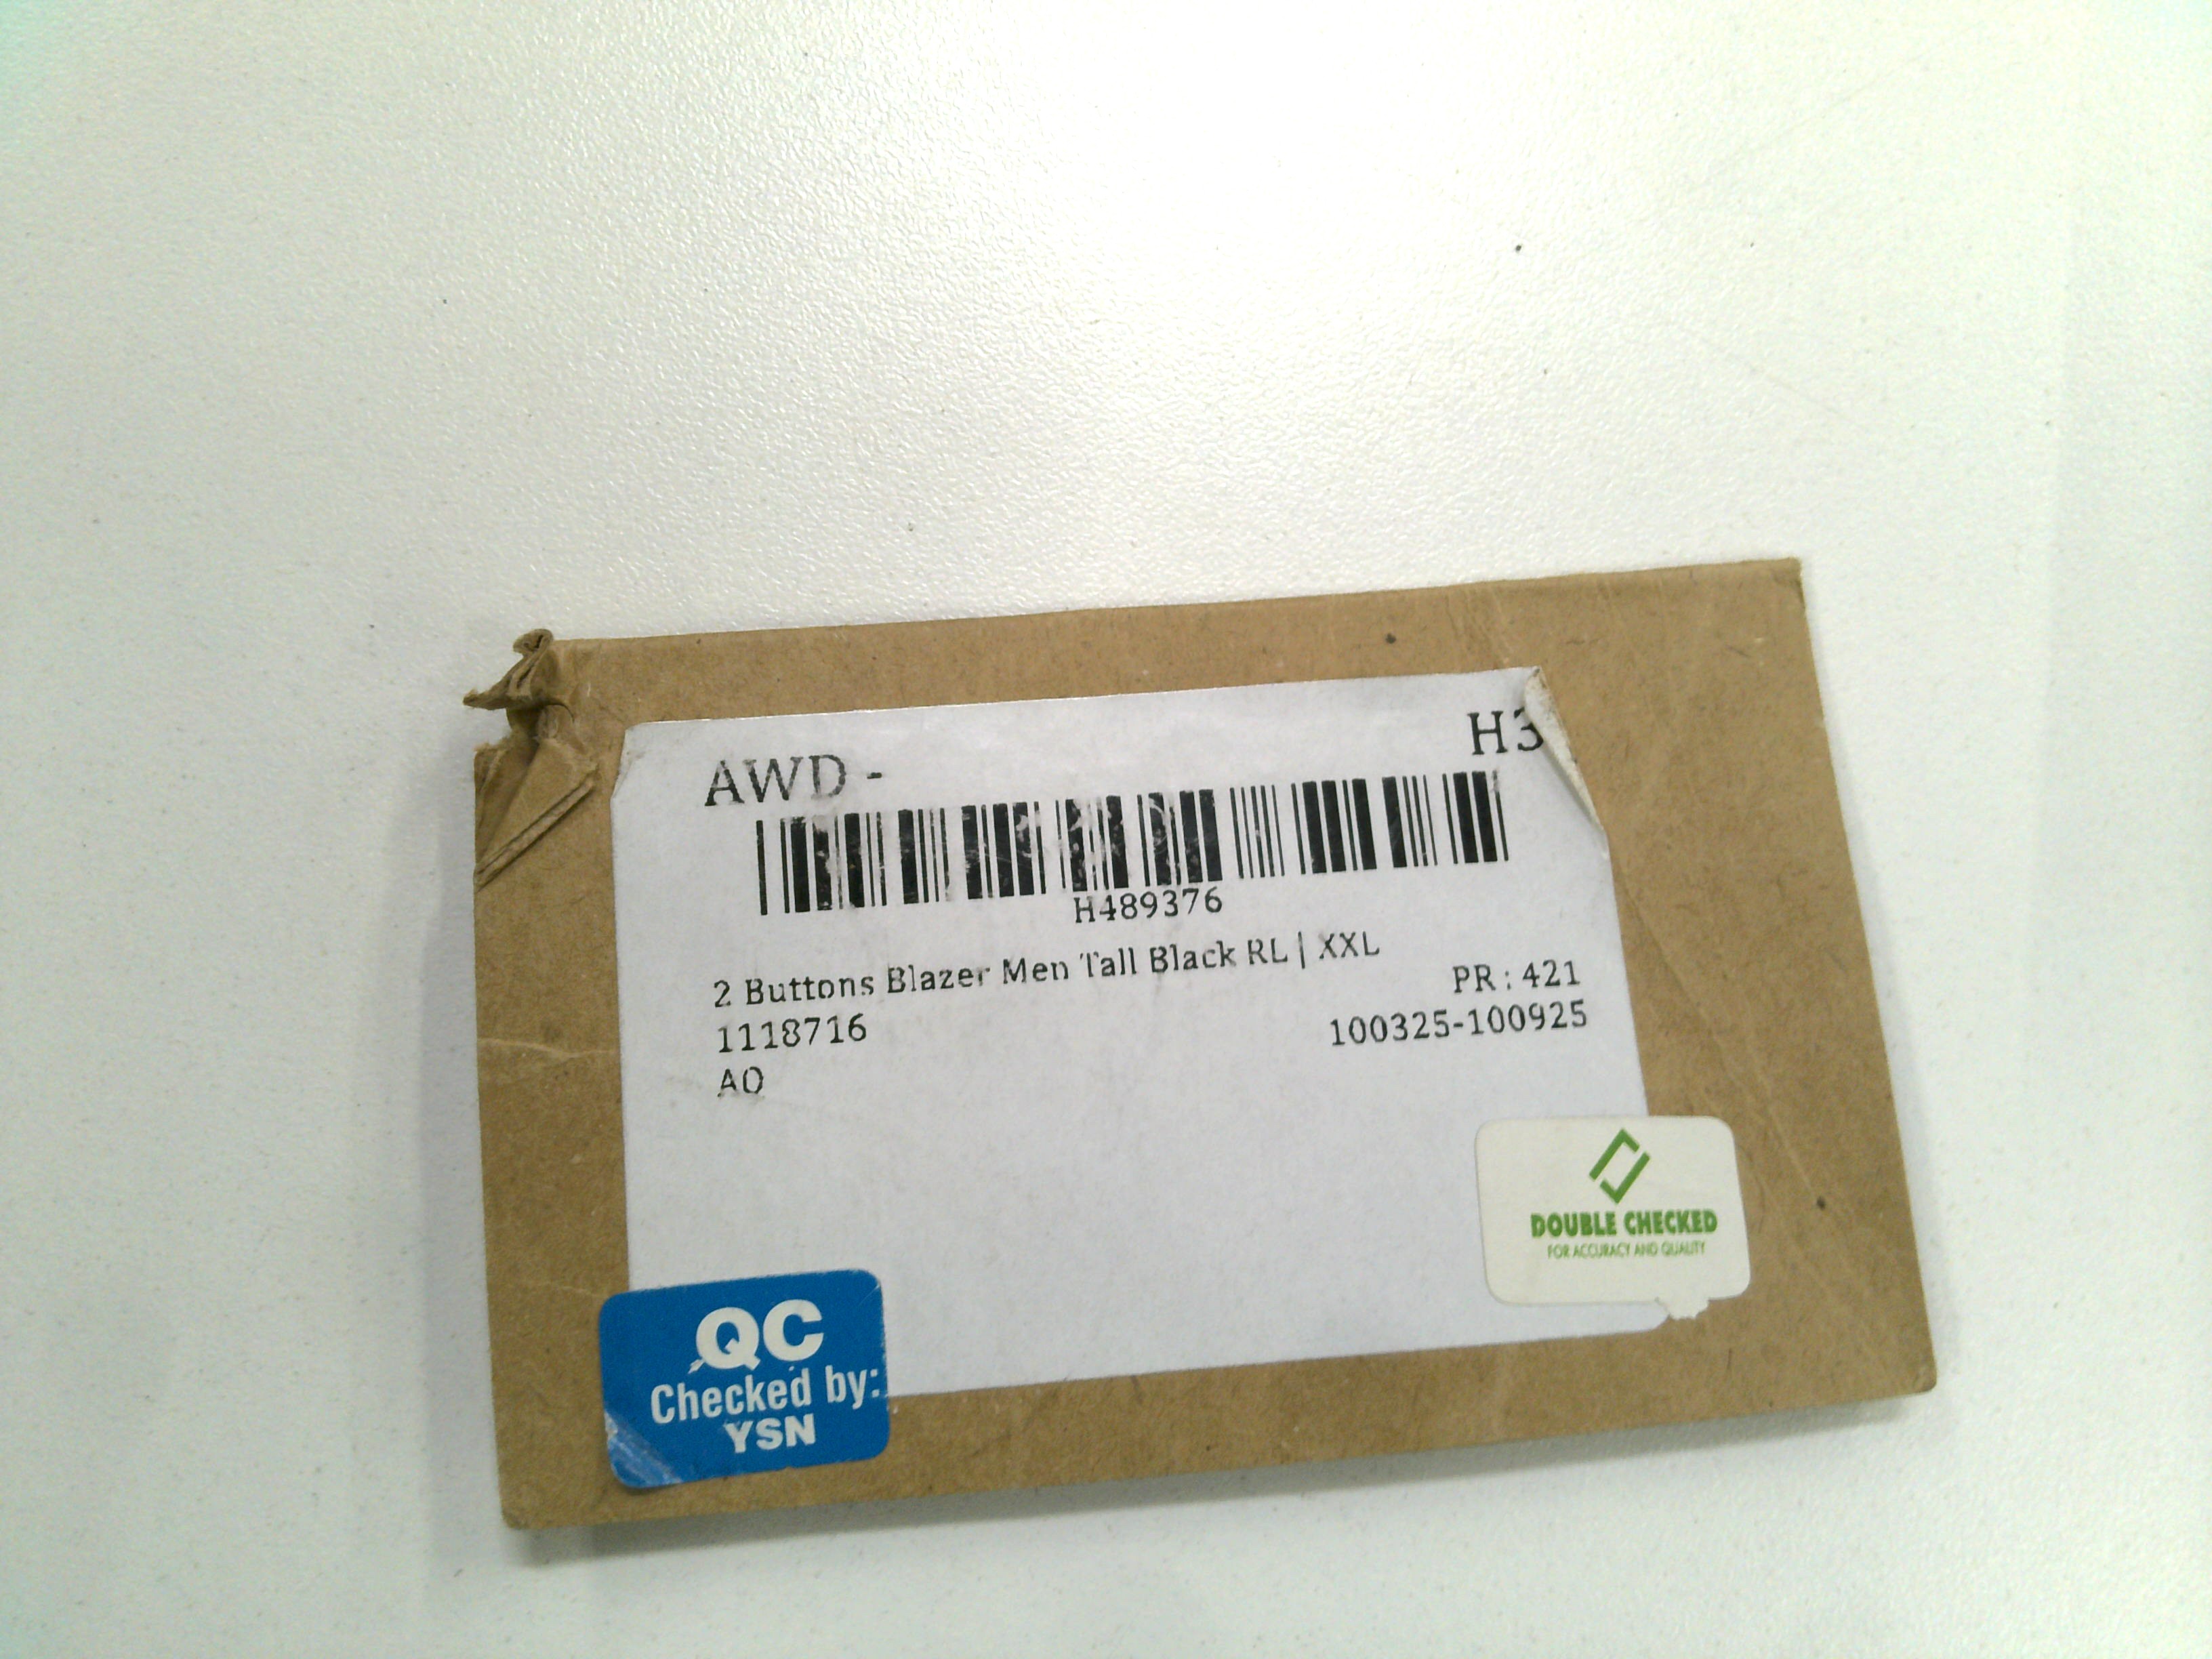 AWD - H3
H489376
2 Buttons Blazer Men Tall Black RL | XXL
PR : 421
1118716 100325-100925
AO
DOUBLE CHECKED
FOR ACCURACY AND QUALITY
QC
Checked by:
YSN